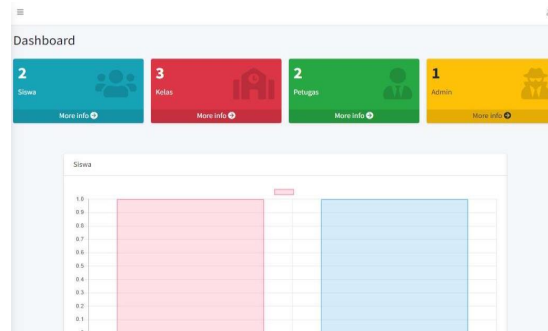 Dashboard
2
Siswa
More info
3
Kelas
More info
2
Petugas
More info
1
Admin
More info
Siswa
1.0
0.9
0.8
0.7
0.6
0.5
0.4
0.3
0.2
0.1